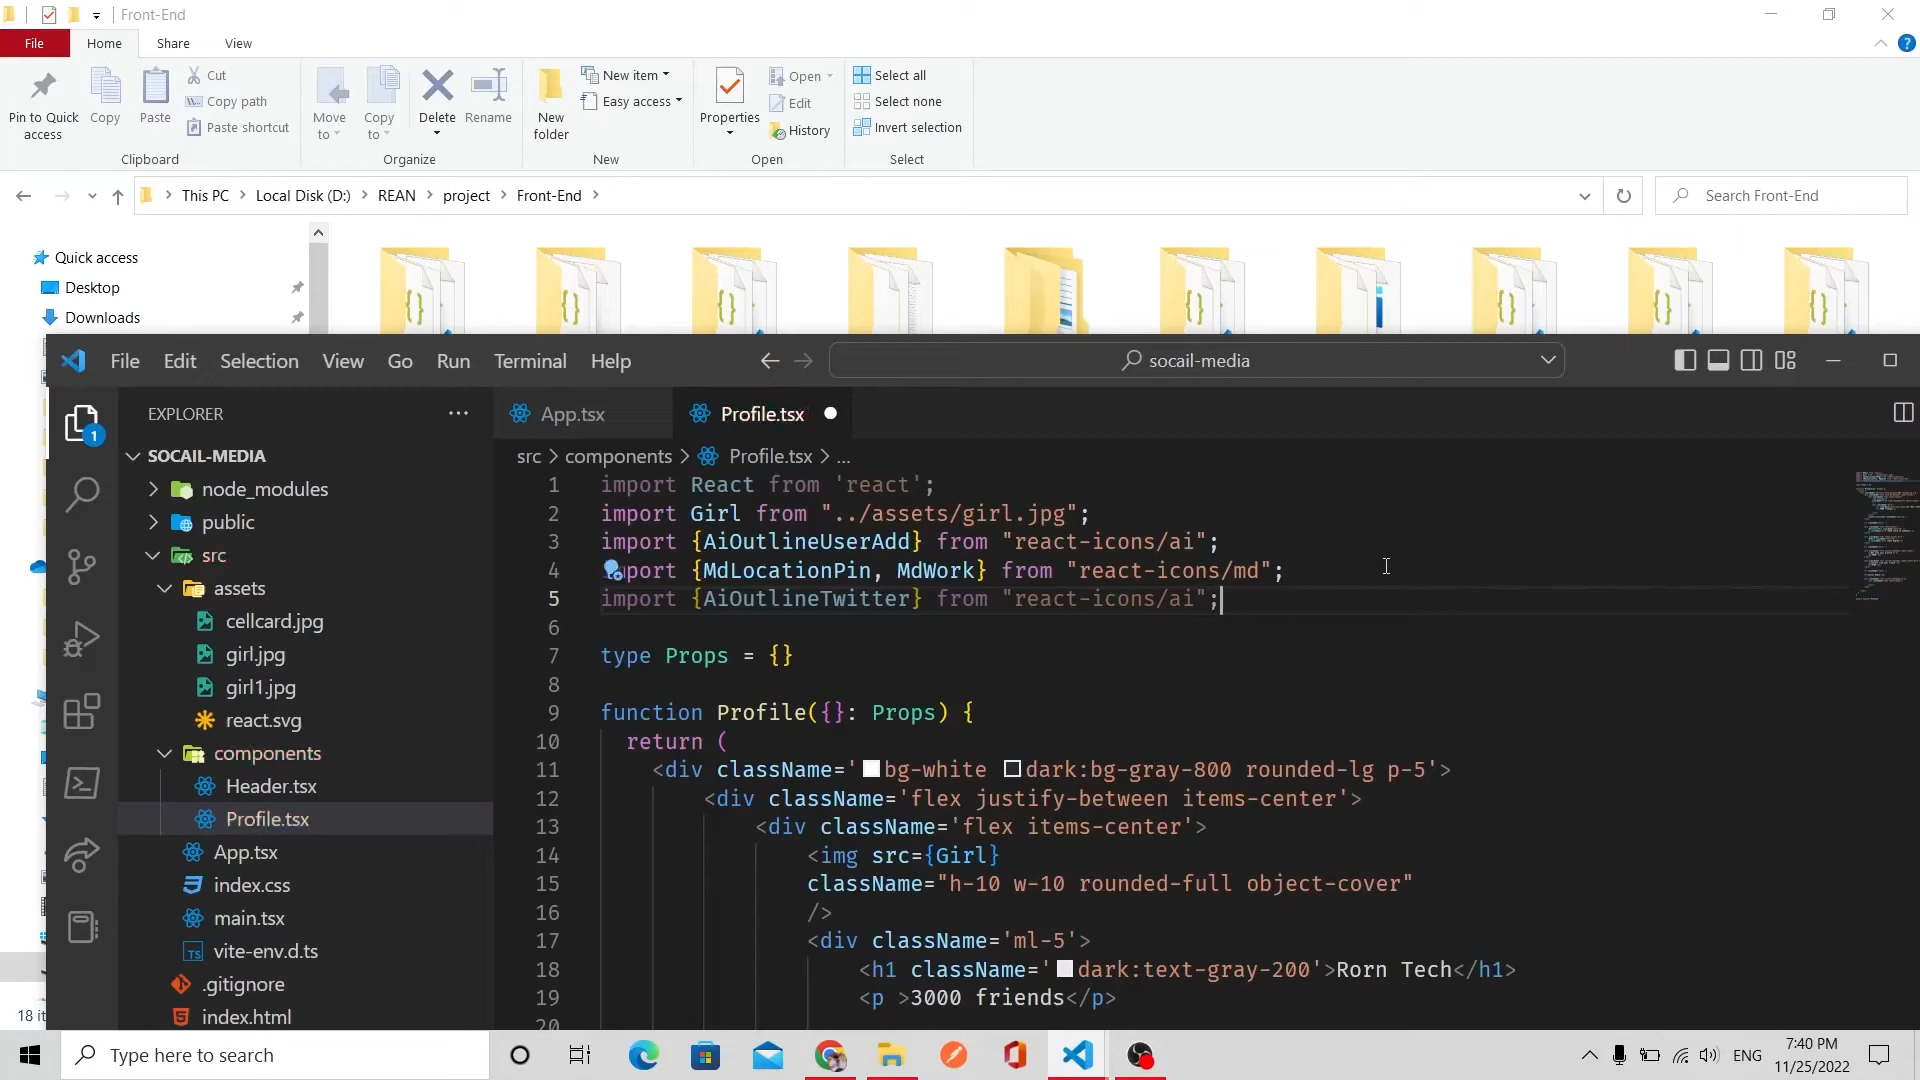 Front-End
File Home Share View
Pin to Quick access
Copy
Paste
Cut
Copy path
Paste shortcut
Clipboard
Move to
Copy to
Delete
Rename
Organize
New folder
New item
Easy access
New
Properties
Open
Edit
History
Open
Select all
Select none
Invert selection
Select
This PC Local Disk (D:) REAN project Front-End
Search Front-End
Quick access
Desktop
Downloads
File Edit Selection View Go Run Terminal Help
socail-media
EXPLORER
1
SOCAIL-MEDIA
node_modules
public
src
assets
cellcard.jpg
girl.jpg
girl1.jpg
react.svg
components
Header.tsx
Profile.tsx
App.tsx
index.css
main.tsx
TS vite-env.d.ts
.gitignore
index.html
App.tsx Profile.tsx
src > components > Profile.tsx > ...
1 import React from 'react';
2 import Girl from "../assets/girl.jpg";
3 import {AiOutlineUserAdd} from "react-icons/ai";
4 import {MdLocationPin, MdWork} from "react-icons/md";
5 import {AiOutlineTwitter} from "react-icons/ai";
6
7 type Props = {}
8
9 function Profile({}: Props) {
10 return (
11 <div className='bg-white dark:bg-gray-800 rounded-lg p-5'>
12 <div className='flex justify-between items-center'>
13 <div className='flex items-center'>
14 <img src={Girl}
15 className="h-10 w-10 rounded-full object-cover"
16 />
17 <div className='ml-5'>
18 <h1 className='dark:text-gray-200'>Rorn Tech</h1>
19 <p >3000 friends</p>
20
18 it
Type here to search
ENG
7:40 PM
11/25/2022